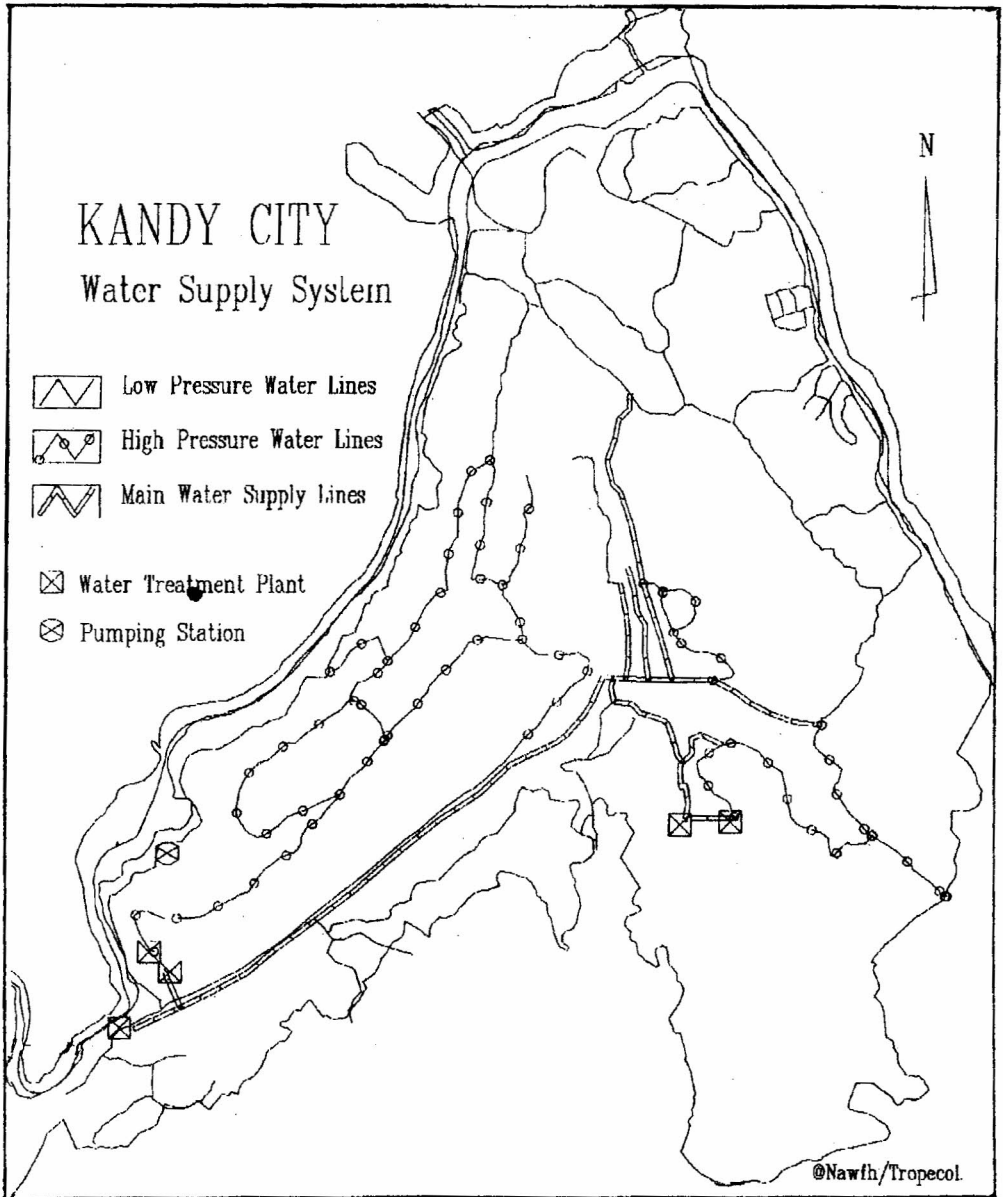 N
KANDY CITY
Water Supply System
Low Pressure Water Lines
High Pressure Water Lines
Main Water Supply Lines
Water Treatment Plant
Pumping Station
@Nawfh/Tropecol.